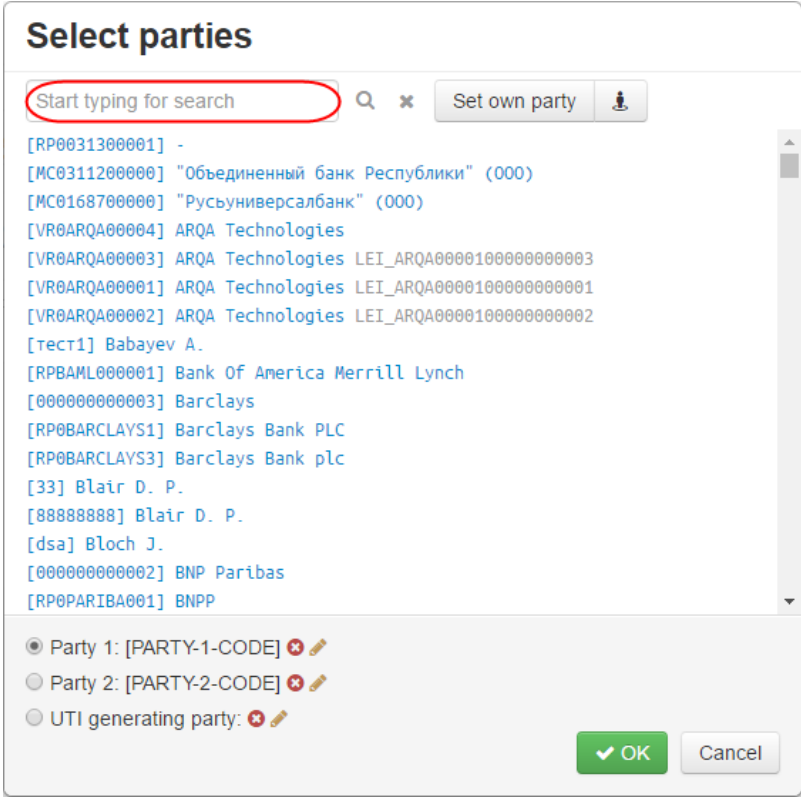 Select parties
Start typing for search Set own party
[RP0031300001] -
[MC0311200000] "Объединенный банк Республики" (ООО)
[MC0168700000] "Русьуниверсалбанк" (ООО)
[VR0ARQA00004] ARQA Technologies
[VR0ARQA00003] ARQA Technologies LEI_ARQA0000100000000003
[VR0ARQA00001] ARQA Technologies LEI_ARQA0000100000000001
[VR0ARQA00002] ARQA Technologies LEI_ARQA0000100000000002
[тест1] Babayev A.
[RPBAML000001] Bank Of America Merrill Lynch
[000000000003] Barclays
[RP0BARCLAYS1] Barclays Bank PLC
[RP0BARCLAYS3] Barclays Bank plc
[33] Blair D. P.
[88888888] Blair D. P.
[dsa] Bloch J.
[000000000002] BNP Paribas
[RP0PARIBA001] BNPP
Party 1: [PARTY-1-CODE]
Party 2: [PARTY-2-CODE]
UTI generating party:
OK Cancel